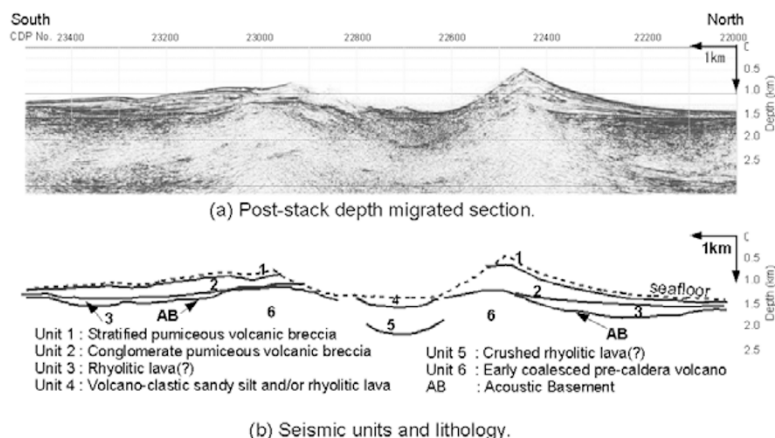 South North
CDP No. 23400 23200 23000 22800 22600 22400 22200 22000
1km
0.5
1.0
1.5
2.0
2.5
Depth (km)
(a) Post-stack depth migrated section.
1km
0.5
1.0
1.5
2.0
2.5
Depth (km)
1 1
2 2
seafloor
3 AB 6 4 5 6 AB 3
Unit 1 : Stratified pumiceous volcanic breccia
Unit 2 : Conglomerate pumiceous volcanic breccia
Unit 3 : Rhyolitic lava(?)
Unit 4 : Volcano-clastic sandy silt and/or rhyolitic lava
Unit 5 : Crushed rhyolitic lava(?)
Unit 6 : Early coalesced pre-caldera volcano
AB : Acoustic Basement
(b) Seismic units and lithology.